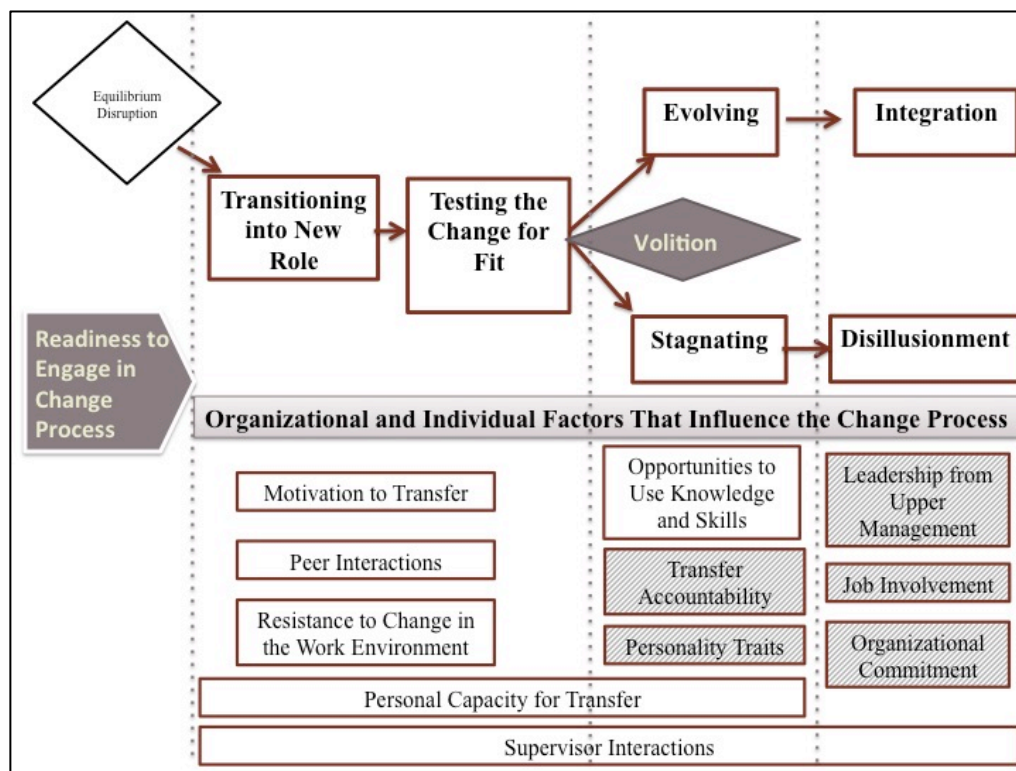 Equilibrium
Disruption
Transitioning
into New
Role
Testing the
Change for
Fit
Evolving
Integration
Volition
Stagnating
Disillusionment
Readiness to
Engage in
Change
Process
Organizational and Individual Factors That Influence the Change Process
Motivation to Transfer
Peer Interactions
Resistance to Change in
the Work Environment
Opportunities to
Use Knowledge
and Skills
Transfer
Accountability
Personality Traits
Leadership from
Upper
Management
Job Involvement
Organizational
Commitment
Personal Capacity for Transfer
Supervisor Interactions